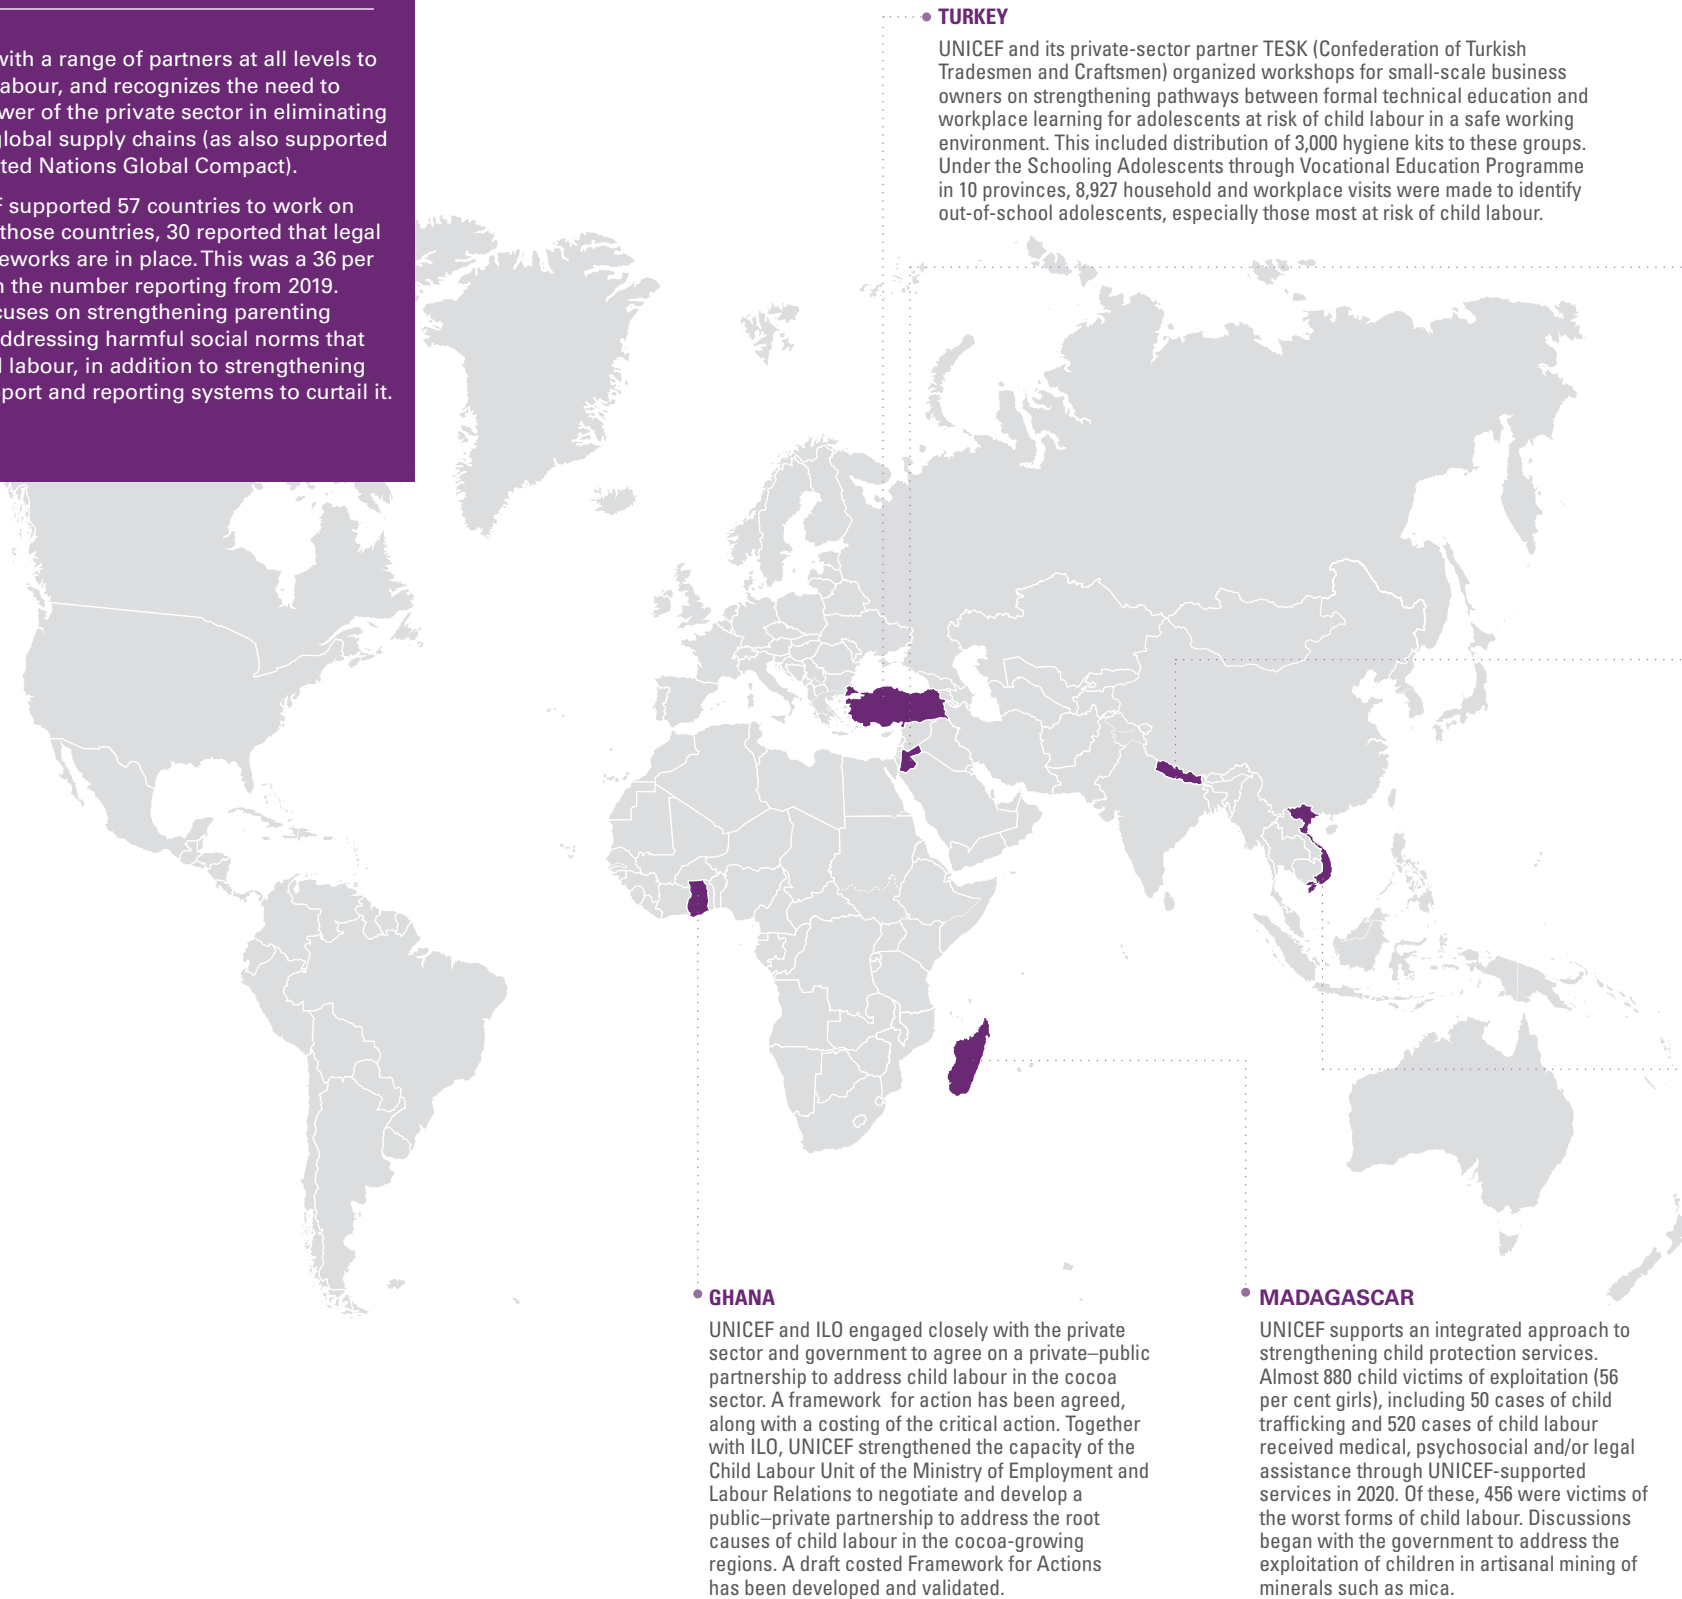 with a range of partners at all levels to
abour, and recognizes the need to
wer of the private sector in eliminating
global supply chains (as also supported
ted Nations Global Compact).
F supported 57 countries to work on
those countries, 30 reported that legal
eworks are in place. This was a 36 per
n the number reporting from 2019.
cuses on strengthening parenting
ddressing harmful social norms that
d labour, in addition to strengthening
port and reporting systems to curtail it.
TURKEY
UNICEF and its private-sector partner TESK (Confederation of Turkish
Tradesmen and Craftsmen) organized workshops for small-scale business
owners on strengthening pathways between formal technical education and
workplace learning for adolescents at risk of child labour in a safe working
environment. This included distribution of 3,000 hygiene kits to these groups.
Under the Schooling Adolescents through Vocational Education Programme
in 10 provinces, 8,927 household and workplace visits were made to identify
out-of-school adolescents, especially those most at risk of child labour.
GHANA
UNICEF and ILO engaged closely with the private
sector and government to agree on a private–public
partnership to address child labour in the cocoa
sector. A framework for action has been agreed,
along with a costing of the critical action. Together
with ILO, UNICEF strengthened the capacity of the
Child Labour Unit of the Ministry of Employment and
Labour Relations to negotiate and develop a
public–private partnership to address the root
causes of child labour in the cocoa-growing
regions. A draft costed Framework for Actions
has been developed and validated.
MADAGASCAR
UNICEF supports an integrated approach to
strengthening child protection services.
Almost 880 child victims of exploitation (56
per cent girls), including 50 cases of child
trafficking and 520 cases of child labour
received medical, psychosocial and/or legal
assistance through UNICEF-supported
services in 2020. Of these, 456 were victims of
the worst forms of child labour. Discussions
began with the government to address the
exploitation of children in artisanal mining of
minerals such as mica.